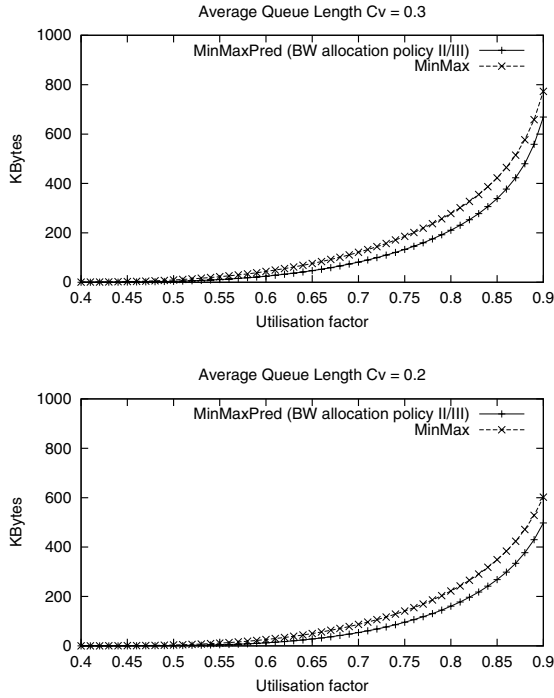 Average Queue Length Cv = 0.3
1000
MinMaxPred (BW allocation policy II/III)
MinMax
800
600
KBytes
400
200
0
0.4 0.45 0.5 0.55 0.6 0.65 0.7 0.75 0.8 0.85 0.9
Utilisation factor
Average Queue Length Cv = 0.2
1000
MinMaxPred (BW allocation policy II/III)
MinMax
800
600
KBytes
400
200
0
0.4 0.45 0.5 0.55 0.6 0.65 0.7 0.75 0.8 0.85 0.9
Utilisation factor